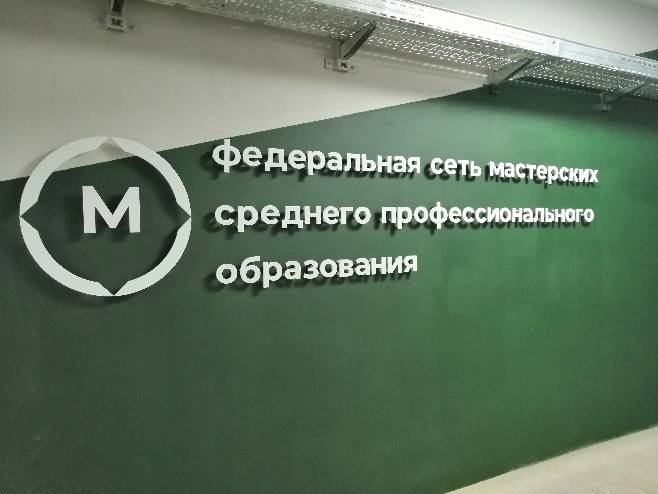 М
федеральная сеть мастерских
среднего профессионального
образования